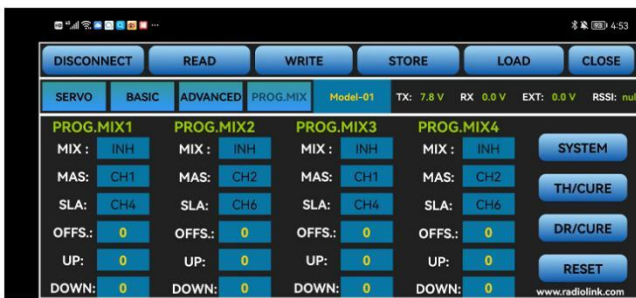 93 4:53
DISCONNECT READ WRITE STORE LOAD CLOSE
SERVO BASIC ADVANCED PROG.MIX Model-01 TX: 7.8 V RX 0.0 V EXT: 0.0 V RSSI: nul
PROG.MIX1 PROG.MIX2 PROG.MIX3 PROG.MIX4
MIX : INH MIX : INH MIX : INH MIX : INH SYSTEM
MAS: CH1 MAS: CH2 MAS: CH1 MAS: CH2 TH/CURE
SLA: CH4 SLA: CH6 SLA: CH4 SLA: CH6
OFFS.: 0 OFFS.: 0 OFFS.: 0 OFFS.: 0 DR/CURE
UP: 0 UP: 0 UP: 0 UP: 0 RESET
DOWN: 0 DOWN: 0 DOWN: 0 DOWN: 0 www.radiolink.com